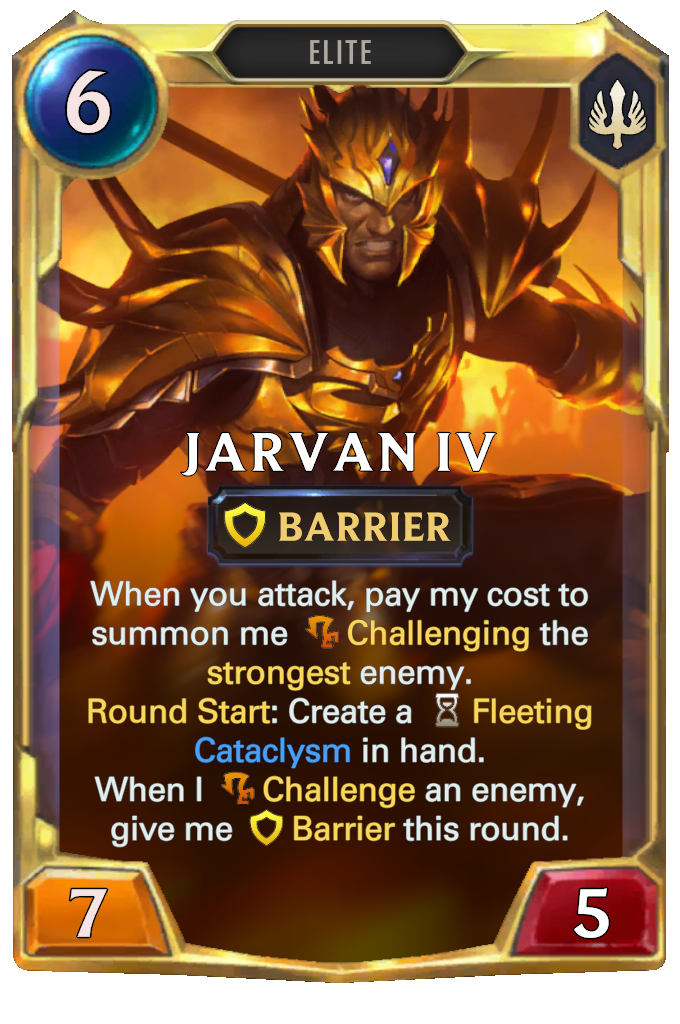 ELITE
6
JARVAN IV
BARRIER
When you attack, pay my cost to
summon me Challenging the
strongest enemy.
Round Start: Create a Fleeting
Cataclysm in hand.
When I Challenge an enemy,
give me Barrier this round.
7
5